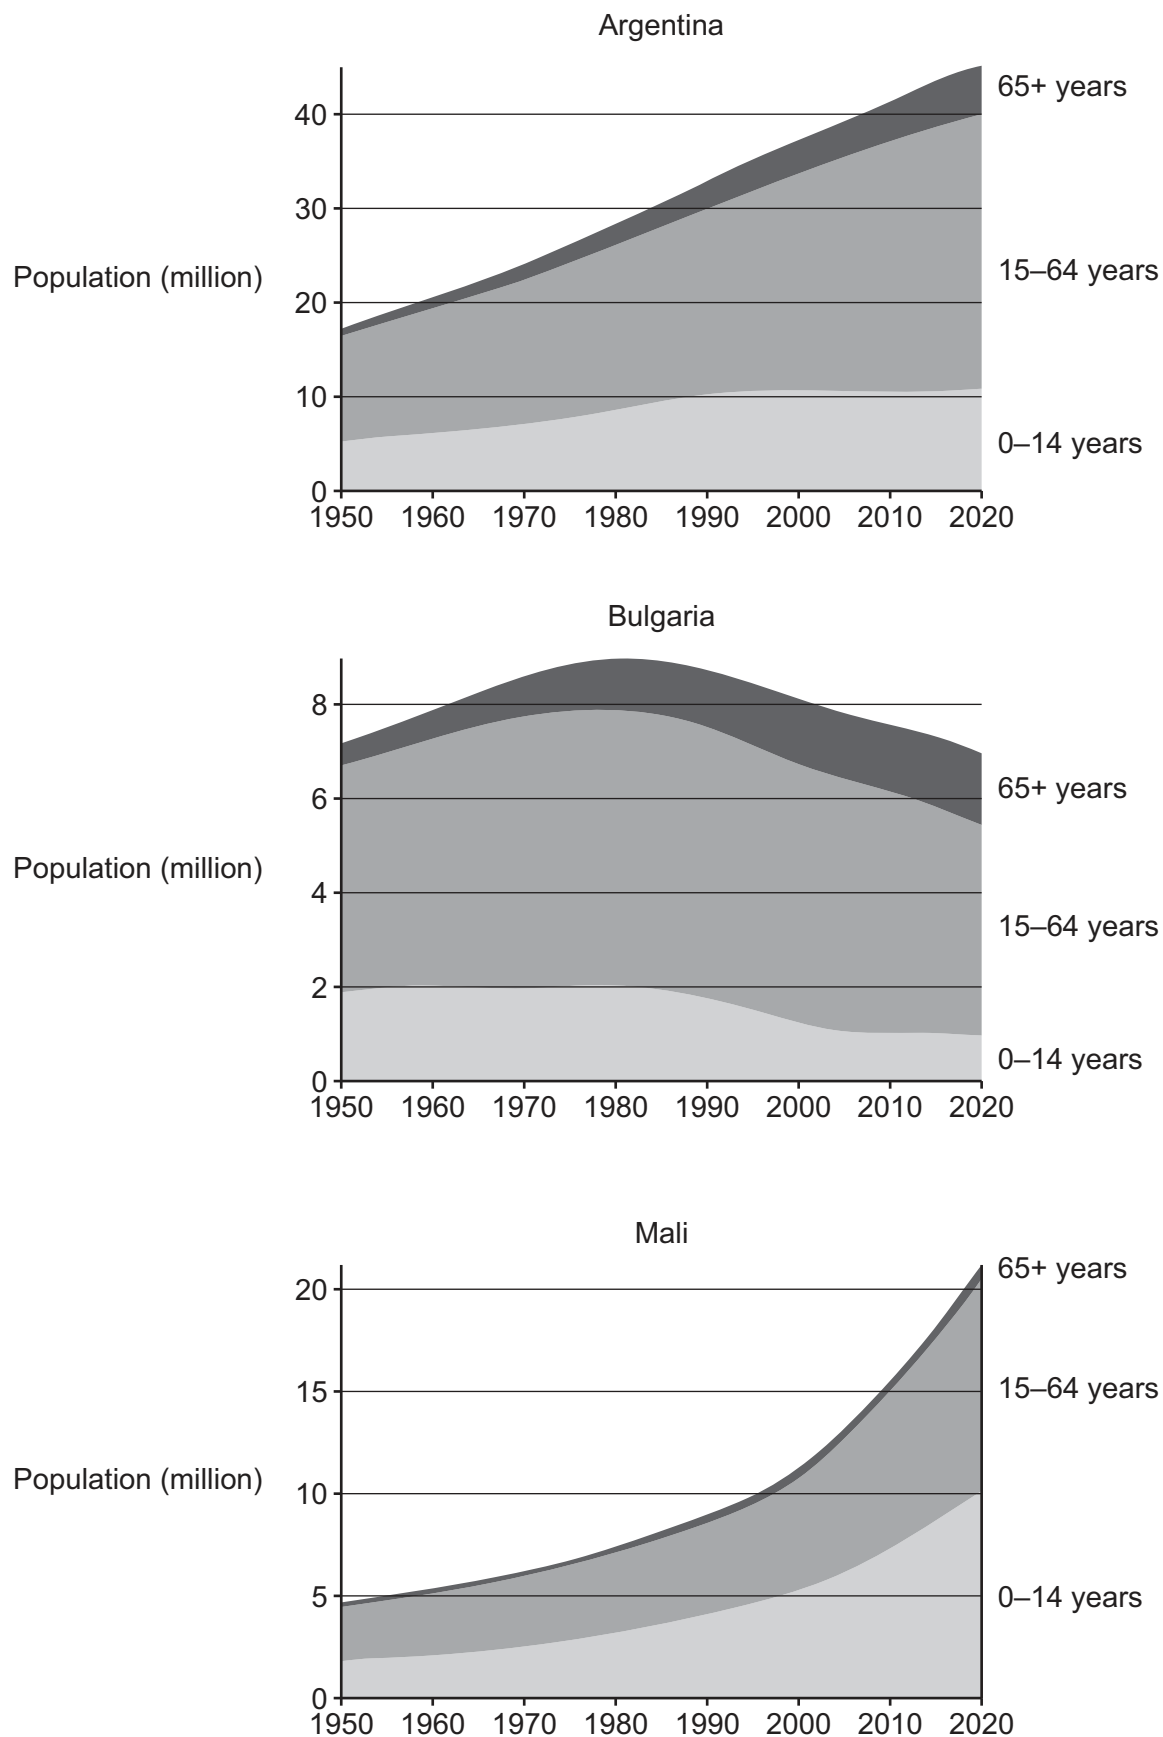 Argentina
65+ years
40
30
Population (million)
15–64 years
20
10
0–14 years
0
1950 1960 1970 1980 1990 2000 2010 2020
Bulgaria
8
65+ years
6
Population (million)
4
15–64 years
2
0–14 years
0
1950 1960 1970 1980 1990 2000 2010 2020
Mali
65+ years
20
15
15–64 years
Population (million)
10
5
0–14 years
0
1950 1960 1970 1980 1990 2000 2010 2020